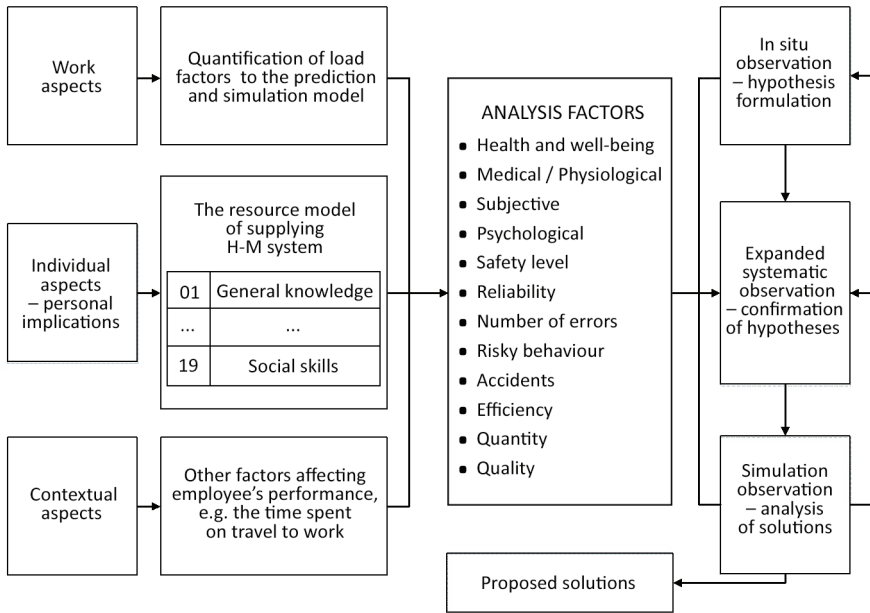 Work
aspects
Quantification of load
factors to the prediction
and simulation model
Individual
aspects
– personal
implications
The resource model
of supplying
H-M system
01 General knowledge
... ...
19 Social skills
Contextual
aspects
Other factors affecting
employee's performance,
e.g. the time spent
on travel to work
ANALYSIS FACTORS
• Health and well-being
• Medical / Physiological
• Subjective
• Psychological
• Safety level
• Reliability
• Number of errors
• Risky behaviour
• Accidents
• Efficiency
• Quantity
• Quality
In situ
observation
– hypothesis
formulation
Expanded
systematic
observation
– confirmation
of hypotheses
Simulation
observation
– analysis
of solutions
Proposed solutions